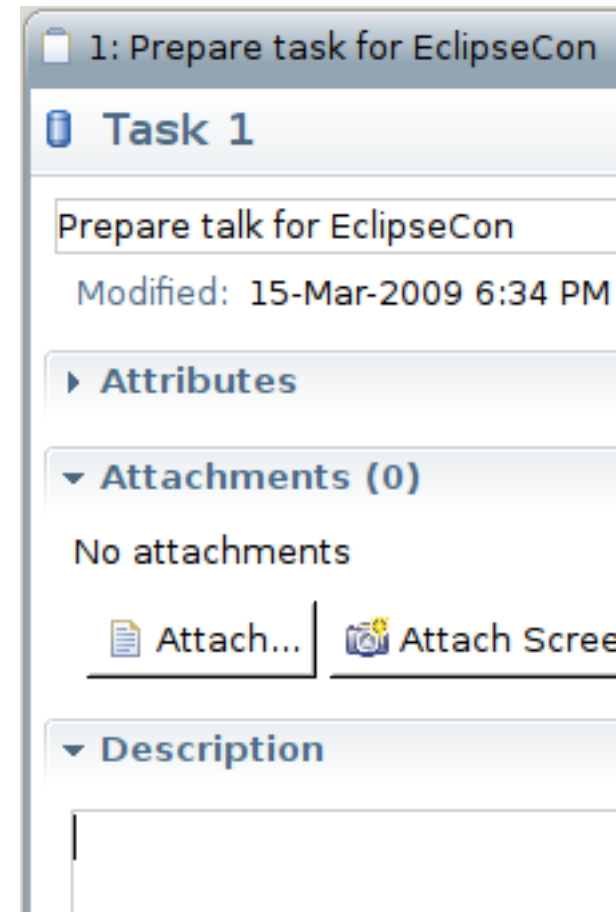 1: Prepare task for EclipseCon
Task 1
Prepare talk for EclipseCon
Modified: 15-Mar-2009 6:34 PM
Attributes
Attachments (0)
No attachments
Attach... Attach Scree
Description